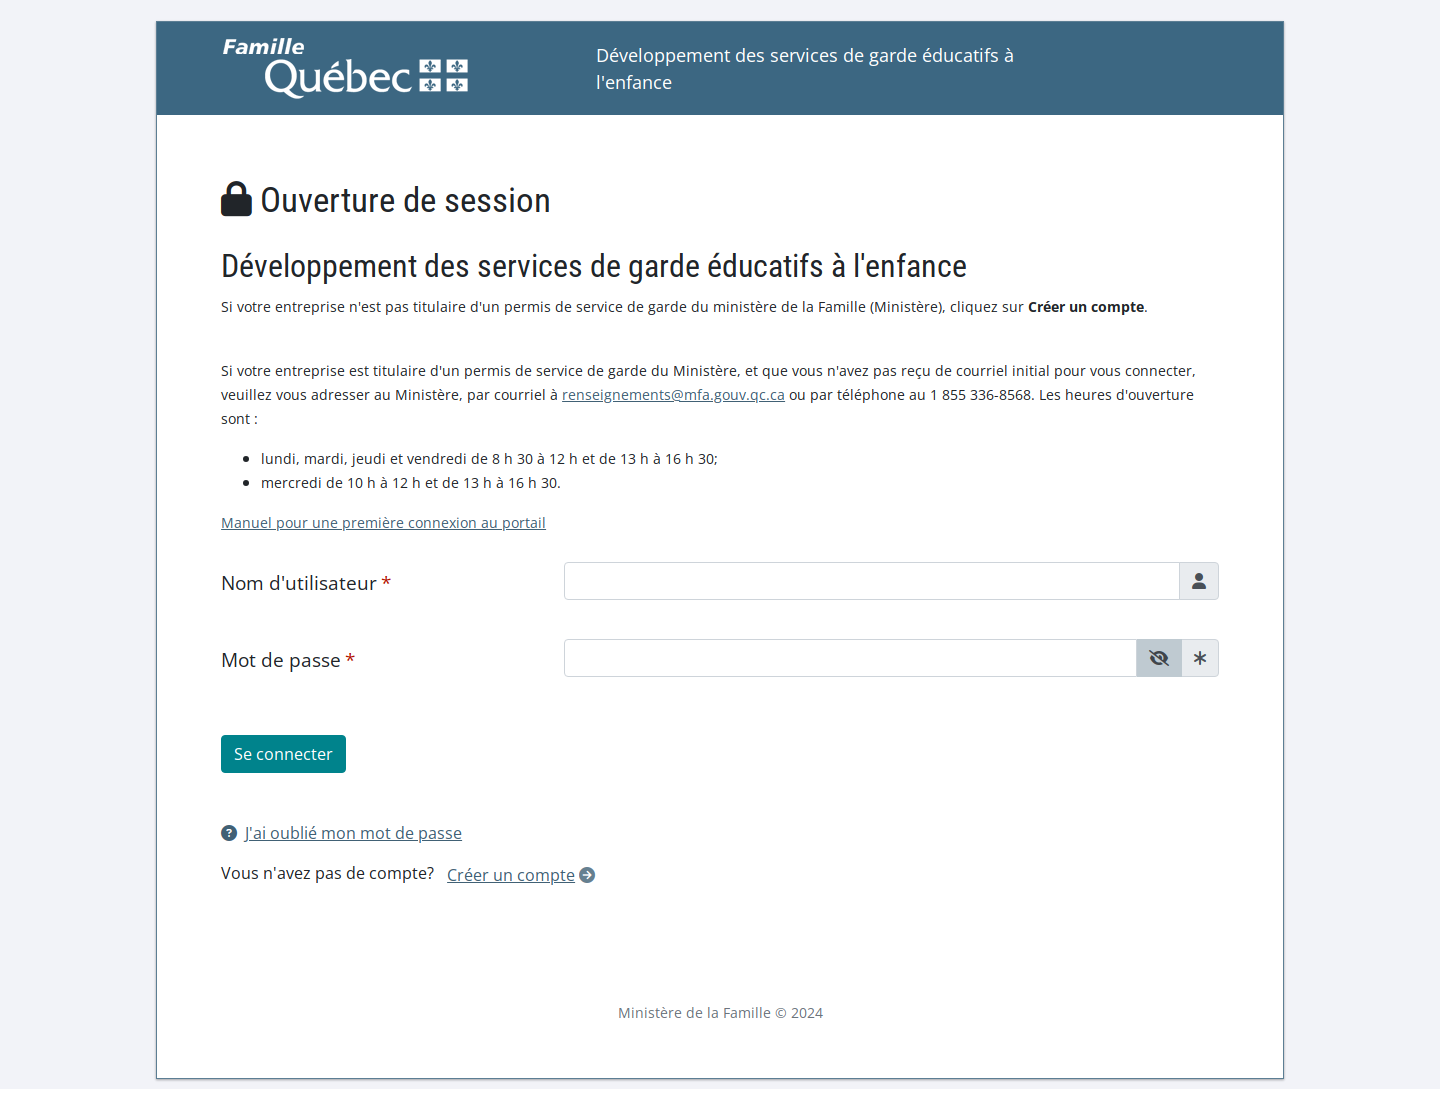 Famille
Québec
Développement des services de garde éducatifs à
l'enfance
Ouverture de session
Développement des services de garde éducatifs à l'enfance
Si votre entreprise n'est pas titulaire d'un permis de service de garde du ministère de la Famille (Ministère), cliquez sur Créer un compte.
Si votre entreprise est titulaire d'un permis de service de garde du Ministère, et que vous n'avez pas reçu de courriel initial pour vous connecter,
veuillez vous adresser au Ministère, par courriel à renseignements@mfa.gouv.qc.ca ou par téléphone au 1 855 336-8568. Les heures d'ouverture
sont :
• lundi, mardi, jeudi et vendredi de 8 h 30 à 12 h et de 13 h à 16 h 30;
• mercredi de 10 h à 12 h et de 13 h à 16 h 30.
Manuel pour une première connexion au portail
Nom d'utilisateur *
Mot de passe *
Se connecter
J'ai oublié mon mot de passe
Vous n'avez pas de compte? Créer un compte
Ministère de la Famille © 2024